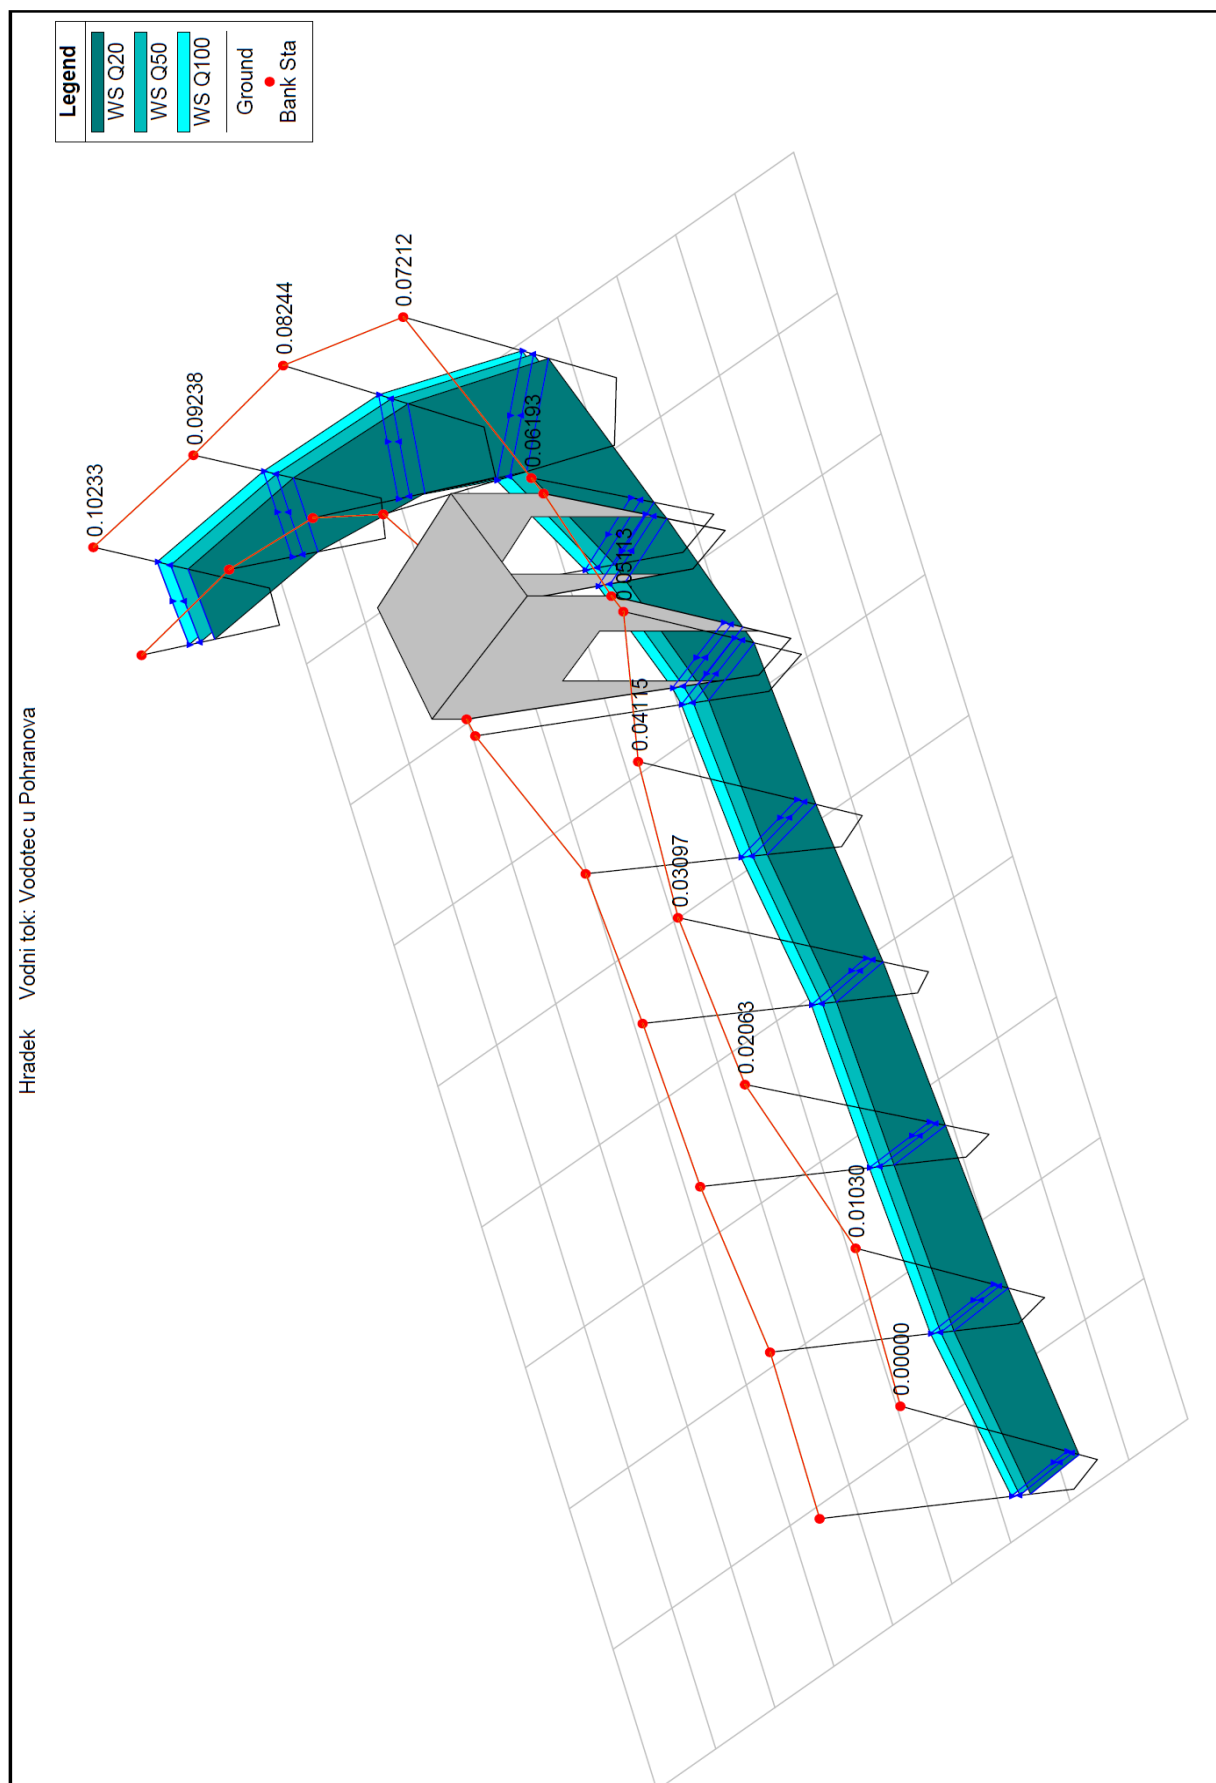 Hradek Vodni tok: Vodotec u Pohranova
Legend
WS Q20
WS Q50
WS Q100
Ground
Bank Sta
0.10233
0.09238
0.08244
0.07212
0.06193
0.05113
0.04115
0.03097
0.02063
0.01030
0.00000